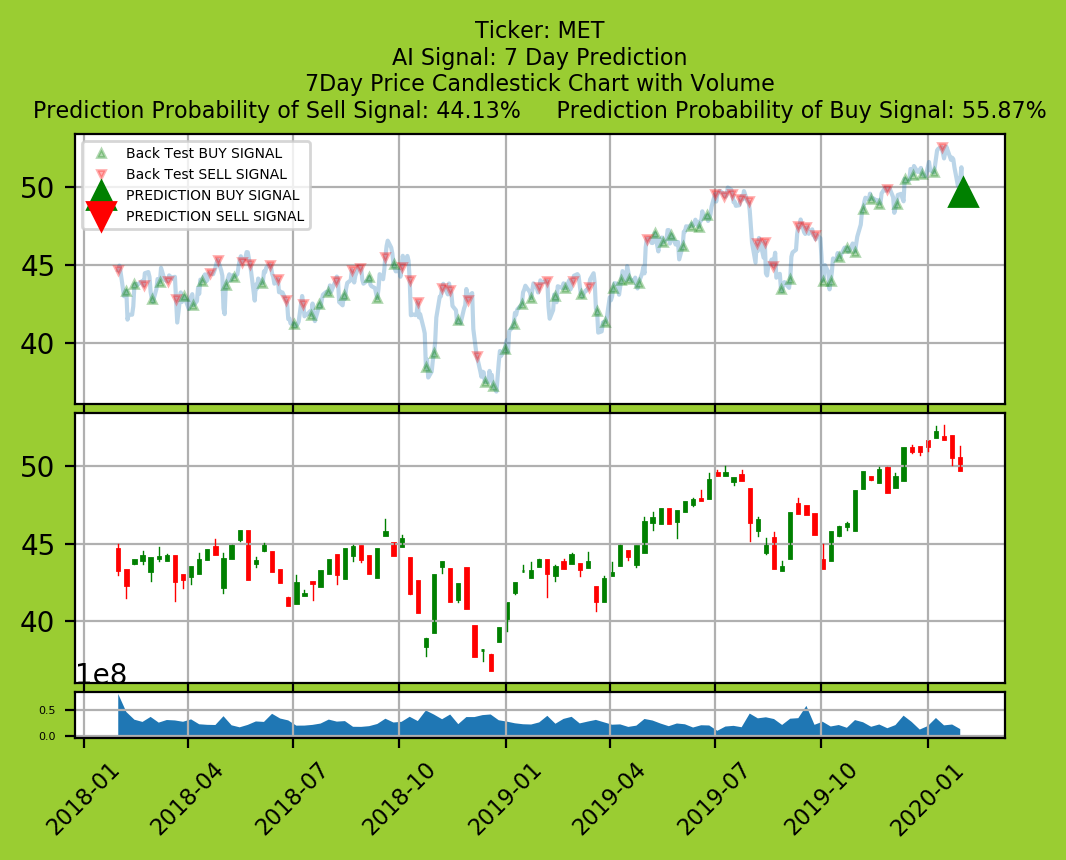 Ticker: MET
AI Signal: 7 Day Prediction
7Day Price Candlestick Chart with Volume
Prediction Probability of Sell Signal: 44.13%     Prediction Probability of Buy Signal: 55.87%
Back Test BUY SIGNAL
Back Test SELL SIGNAL
PREDICTION BUY SIGNAL
PREDICTION SELL SIGNAL
50
45
40
50
45
40
1e8
0.5
0.0
2018-01
2018-04
2018-07
2018-10
2019-01
2019-04
2019-07
2019-10
2020-01